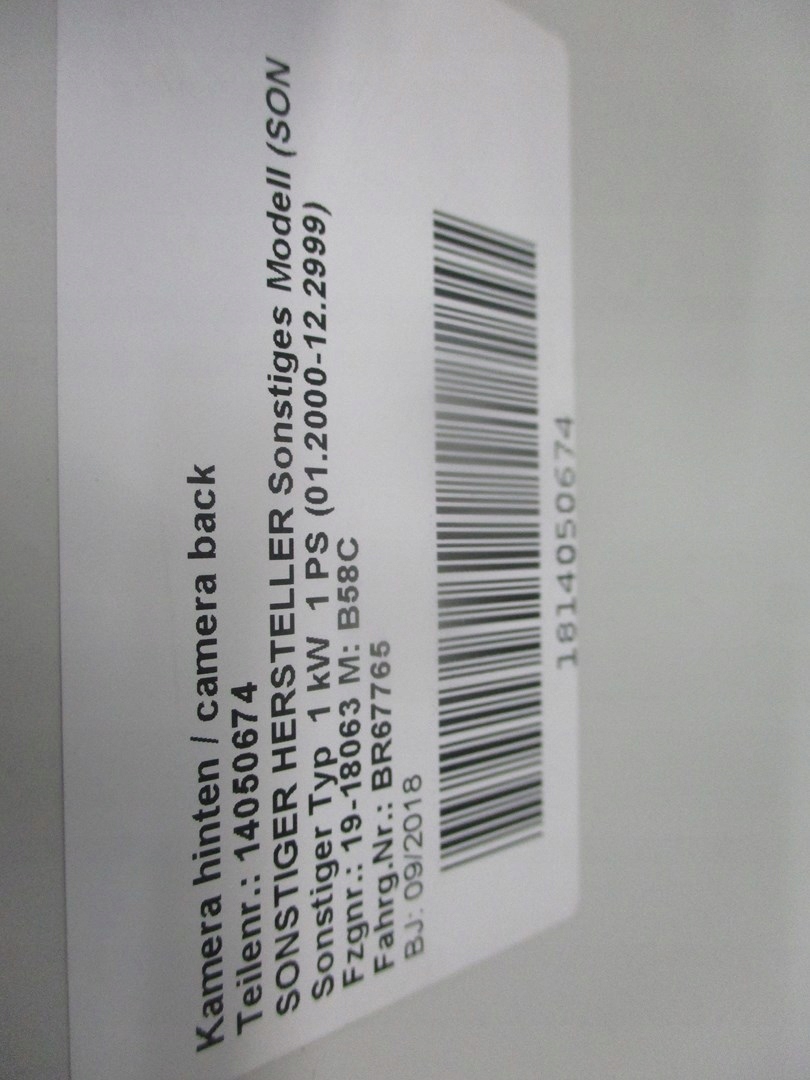 Kamera hinten / camera back
Teilenr.: 14050674
SONSTIGER HERSTELLER Sonstiges Modell (SON
Sonstiger Typ 1 kW 1 PS (01.2000-12.2999)
Fzgnr.: 19-18063 M: B58C
Fahrg.Nr.: BR67765
BJ: 09/2018
1814050674